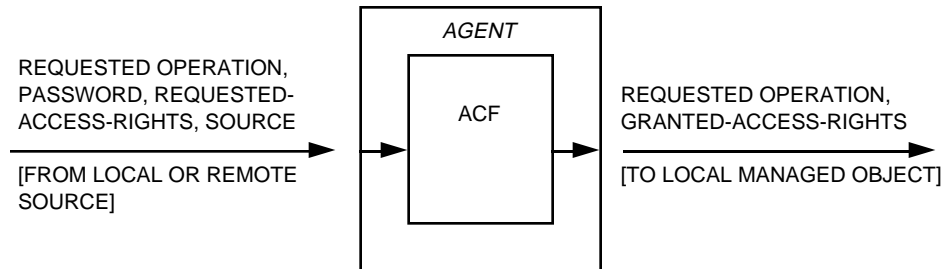 AGENT
REQUESTED OPERATION,
PASSWORD, REQUESTED-
ACCESS-RIGHTS, SOURCE
[FROM LOCAL OR REMOTE
SOURCE]
ACF
REQUESTED OPERATION,
GRANTED-ACCESS-RIGHTS
[TO LOCAL MANAGED OBJECT]